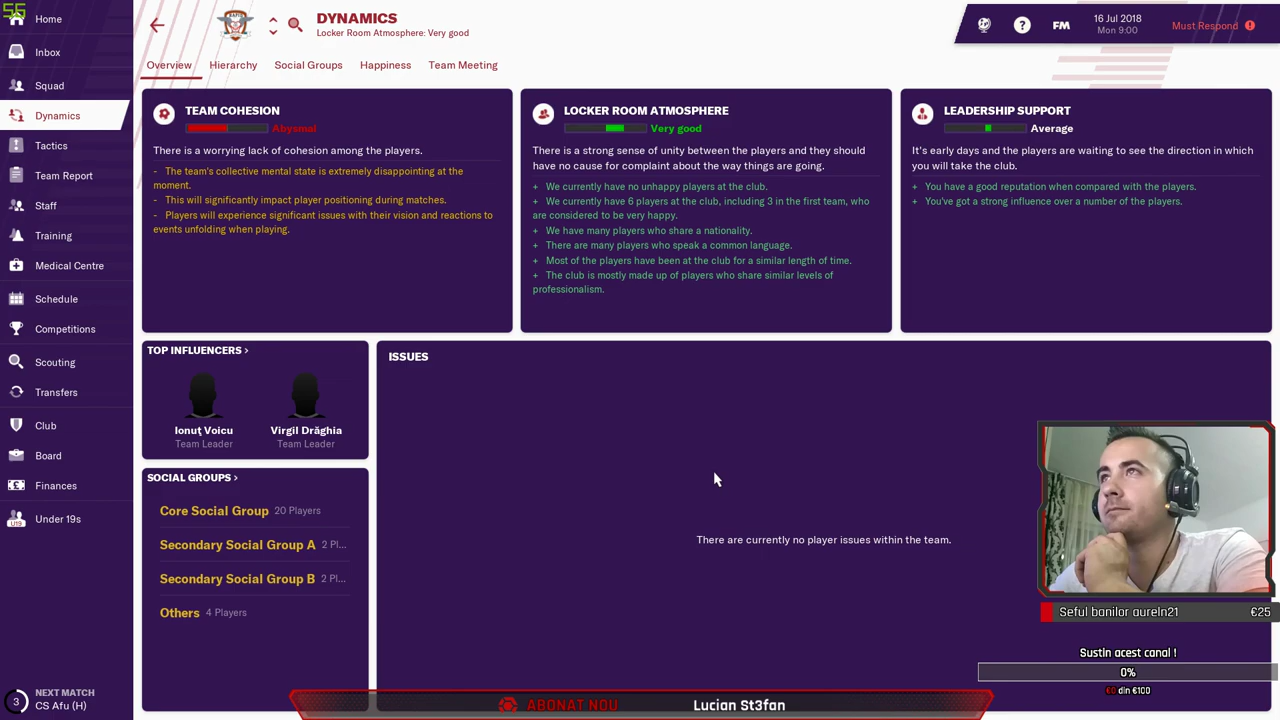 55
Home
Inbox
Squad
Dynamics
Tactics
Team Report
Staff
Training
Medical Centre
Schedule
Competitions
Scouting
Transfers
Club
Board
Finances
U19
Under 19s
3
NEXT MATCH
CS Afu (H)
DYNAMICS
Locker Room Atmosphere: Very good
?
FM
16 Jul 2018
Mon 9:00
Must Respond
Overview
Hierarchy
Social Groups
Happiness
Team Meeting
TEAM COHESION
Abysmal
There is a worrying lack of cohesion among the players.
- The team's collective mental state is extremely disappointing at the
moment.
- This will significantly impact player positioning during matches.
- Players will experience significant issues with their vision and reactions to
events unfolding when playing.
LOCKER ROOM ATMOSPHERE
Very good
There is a strong sense of unity between the players and they should
have no cause for complaint about the way things are going.
+ We currently have no unhappy players at the club.
+ We currently have 6 players at the club, including 3 in the first team, who
are considered to be very happy.
+ We have many players who share a nationality.
+ There are many players who speak a common language.
+ Most of the players have been at the club for a similar length of time.
+ The club is mostly made up of players who share similar levels of
professionalism.
LEADERSHIP SUPPORT
Average
It's early days and the players are waiting to see the direction in which
you will take the club.
+ You have a good reputation when compared with the players.
+ You've got a strong influence over a number of the players.
TOP INFLUENCERS >
Ionuţ Voicu
Team Leader
Virgil Drăghia
Team Leader
SOCIAL GROUPS >
Core Social Group 20 Players
Secondary Social Group A 2 Pl...
Secondary Social Group B 2 Pl...
Others 4 Players
ISSUES
There are currently no player issues within the team.
Seful banilor aureln21 €25
Sustin acest canal !
0%
€0 din €100
ABONAT NOU Lucian St3fan